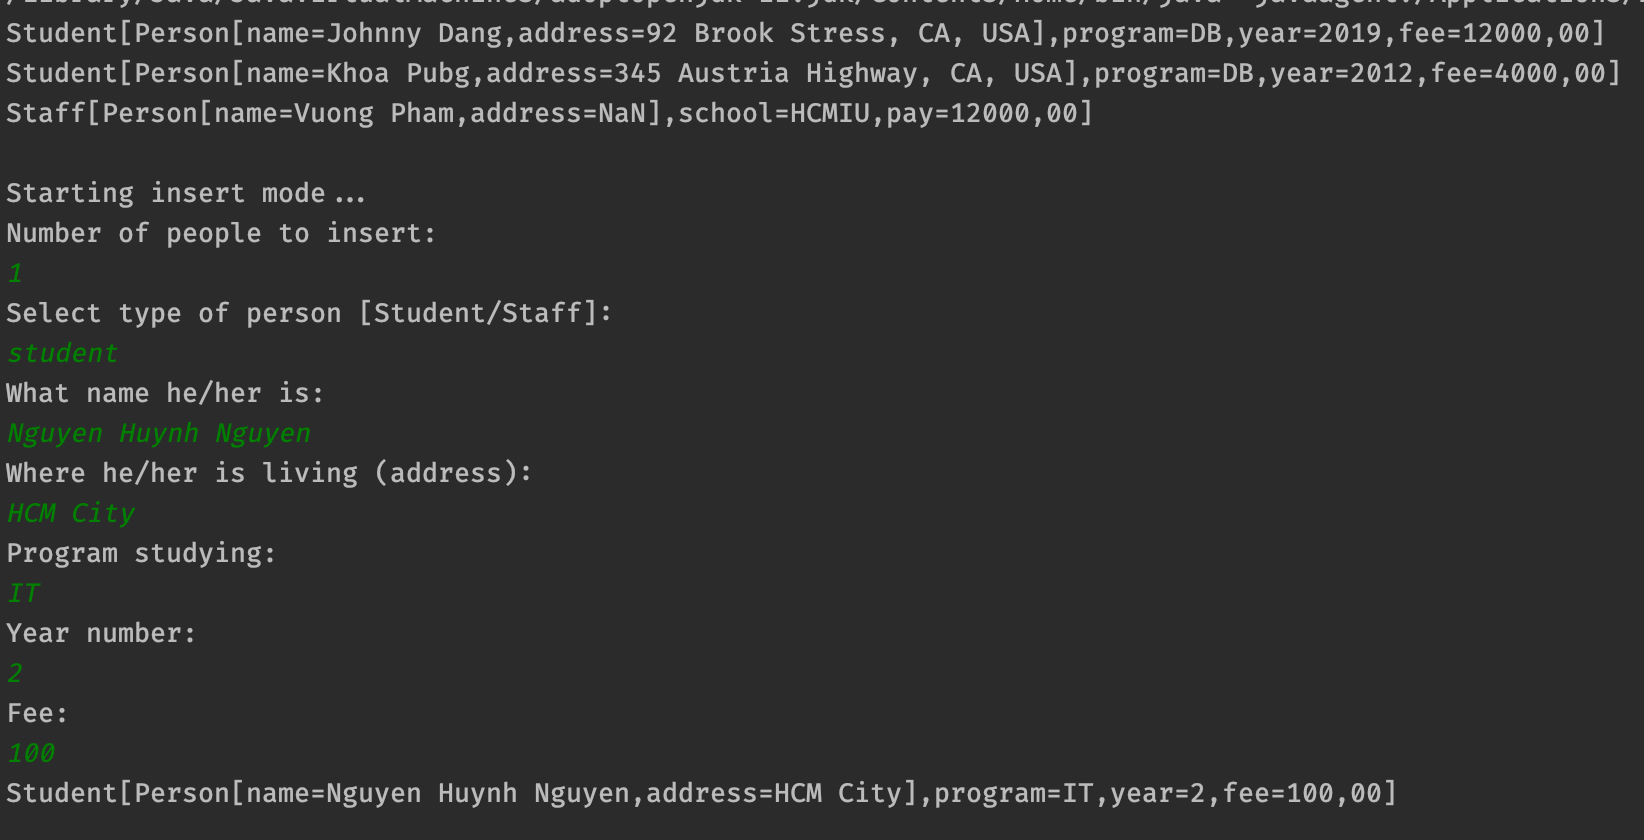 Student[Person[name=Johnny Dang,address=92 Brook Stress, CA, USA],program=DB,year=2019,fee=12000,00]
Student[Person[name=Khoa Pubg,address=345 Austria Highway, CA, USA],program=DB,year=2012,fee=4000,00]
Staff[Person[name=Vuong Pham,address=NaN],school=HCMIU,pay=12000,00]
Starting insert mode...
Number of people to insert:
1
Select type of person [Student/Staff]:
student
What name he/her is:
Nguyen Huynh Nguyen
Where he/her is living (address):
HCM City
Program studying:
IT
Year number:
2
Fee:
100
Student[Person[name=Nguyen Huynh Nguyen,address=HCM City],program=IT,year=2,fee=100,00]